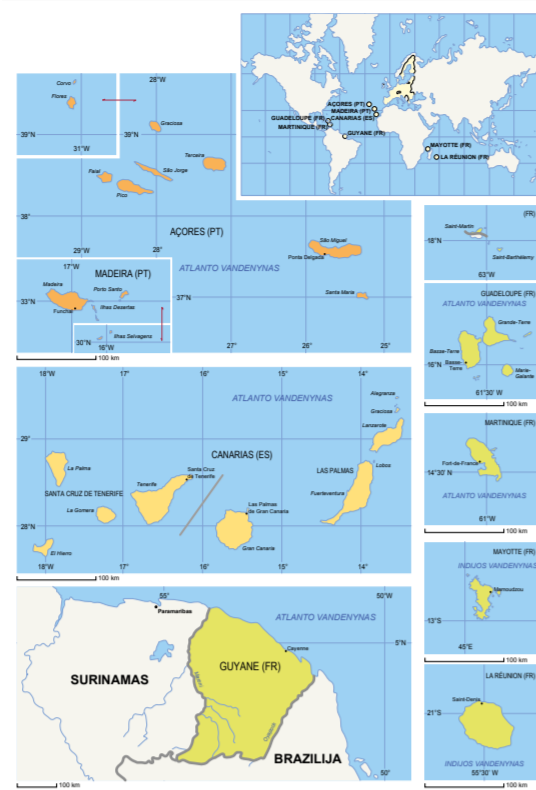 AÇORES (PT)
MADEIRA (PT)
CANARIAS (ES)
GUADELOUPE (FR)
MARTINIQUE (FR)
GUYANE (FR)
MAYOTTE (FR)
LA RÉUNION (FR)
Corvo
Flores
39°N
31°W
28°W
Graciosa
39°N
Terceira
São Jorge
Faial
Pico
38°
29°W
28°
AÇORES (PT)
São Miguel
Ponta Delgada
ATLANTO VANDENYNAS
Santa Maria
37°N
27°
26°
25°W
17°W
MADEIRA (PT)
Madeira
Porto Santo
33°N
Funchal
Ilhas Desertas
Ilhas Selvagens
30°N
16°W
100 km
18°W
17°
16°
15°
14°
ATLANTO VANDENYNAS
Alegranza
Graciosa
Lanzarote
29°
CANARIAS (ES)
La Palma
Santa Cruz
de Tenerife
LAS PALMAS
Lobos
SANTA CRUZ DE TENERIFE
Tenerife
Fuerteventura
La Gomera
Las Palmas
de Gran Canaria
28°N
El Hierro
Gran Canaria
18°
17°
16°
15°
14°
100 km
55°
50°W
Paramaribas
ATLANTO VANDENYNAS
5°N
Cayenne
GUYANE (FR)
SURINAMAS
Maroni
BRAZILIJA
50°
100 km
(FR)
Saint-Martin
18°N
Saint-Barthélemy
63°W
GUADELOUPE (FR)
ATLANTO VANDENYNAS
Grande-Terre
Basse-Terre
Basse-
Terre
16°N
Marie-
Galante
61°30' W
100 km
MARTINIQUE (FR)
Fort-de-France
14°30'N
ATLANTO VANDENYNAS
61°W
100 km
MAYOTTE (FR)
INDIJOS VANDENYNAS
Mamoudzou
13°S
45°E
100 km
LA RÉUNION (FR)
Saint-Denis
21°S
INDIJOS VANDENYNAS
55°30' W
100 km